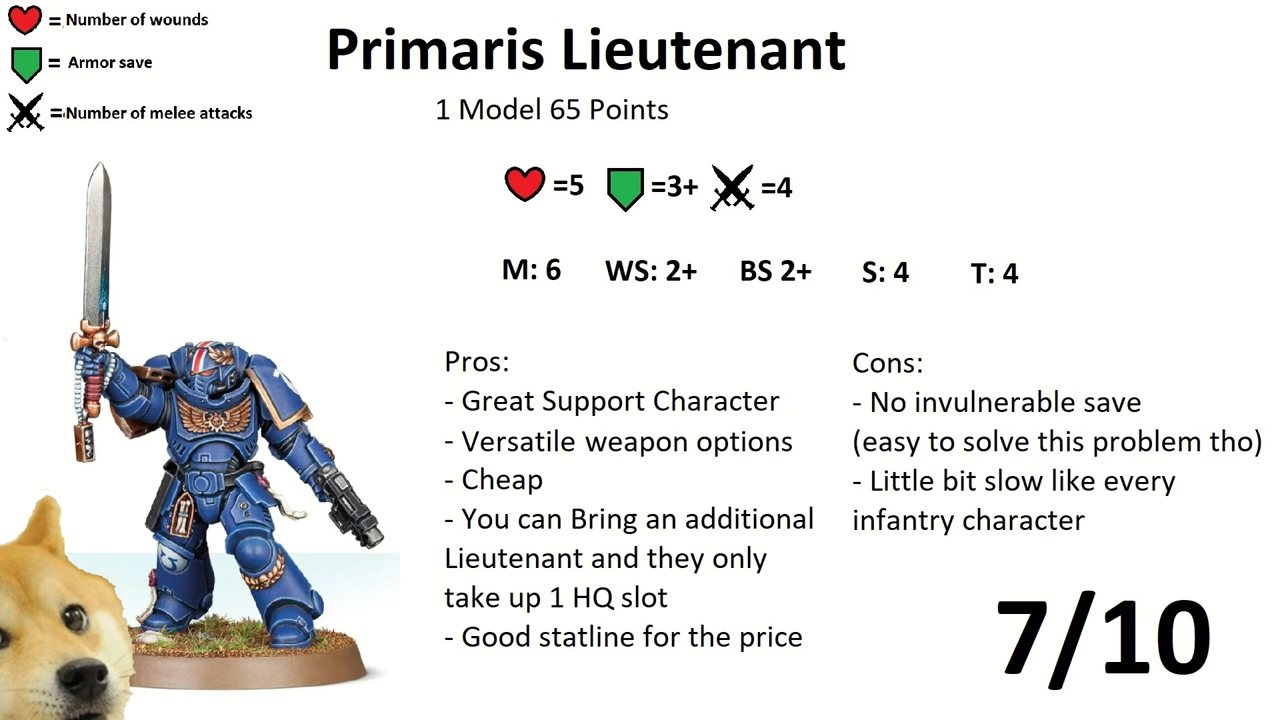 = Number of wounds
= Armor save
= Number of melee attacks
Primaris Lieutenant
1 Model 65 Points
=5 =3+ =4
M: 6 WS: 2+ BS 2+ S: 4 T: 4
Pros:
- Great Support Character
- Versatile weapon options
- Cheap
- You can Bring an additional
Lieutenant and they only
take up 1 HQ slot
- Good statline for the price
Cons:
- No invulnerable save
(easy to solve this problem tho)
- Little bit slow like every
infantry character
7/10